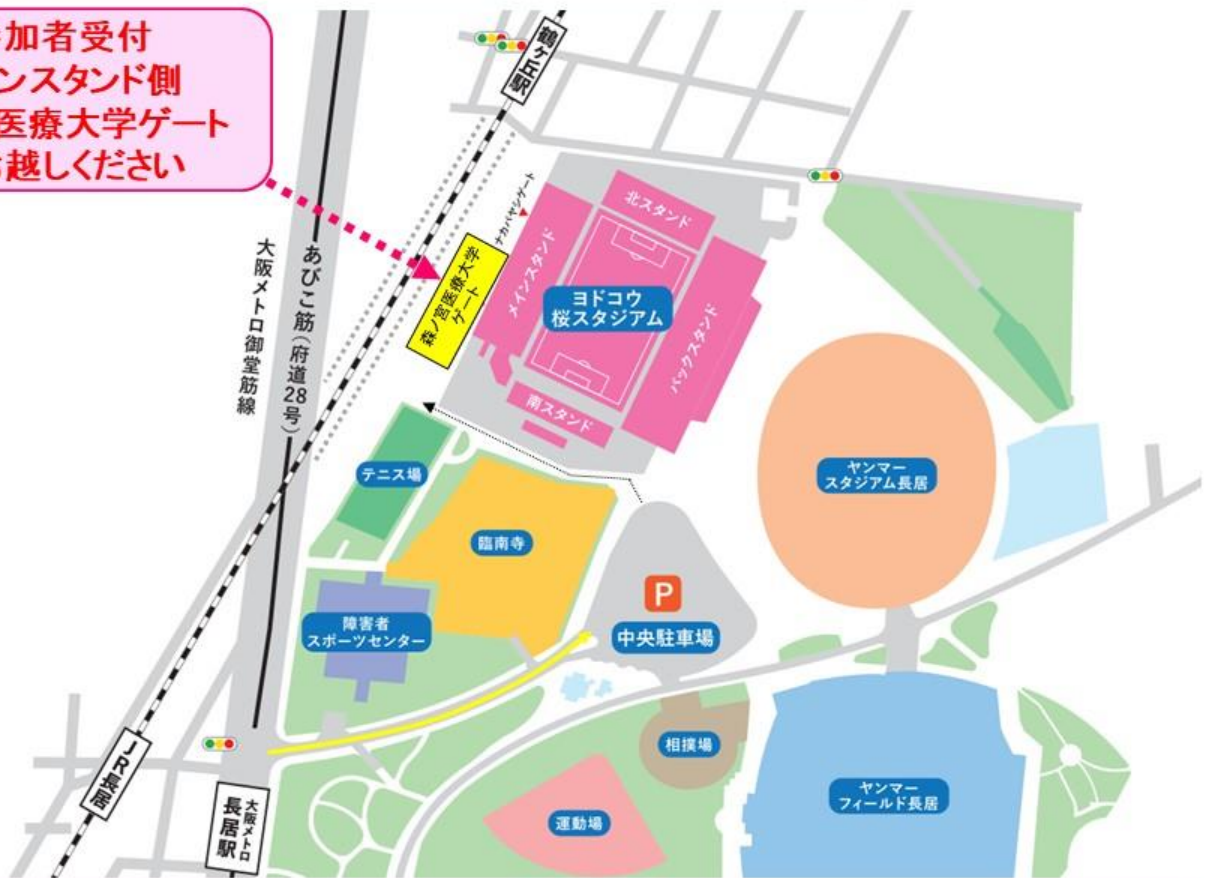 加者受付
ンスタンド側
医療大学ゲート
越しください
鶴ヶ丘駅
ナカバヤシゲート
北スタンド
メインスタンド
森ノ宮医療大学
ゲート
ヨドコウ
桜スタジアム
バックスタンド
南スタンド
大阪メトロ御堂筋線
あびこ筋(府道28号)
テニス場
ヤンマー
スタジアム長居
臨南寺
P
中央駐車場
障害者
スポーツセンター
相撲場
JR長居
大阪メトロ
長居駅
運動場
ヤンマー
フィールド長居